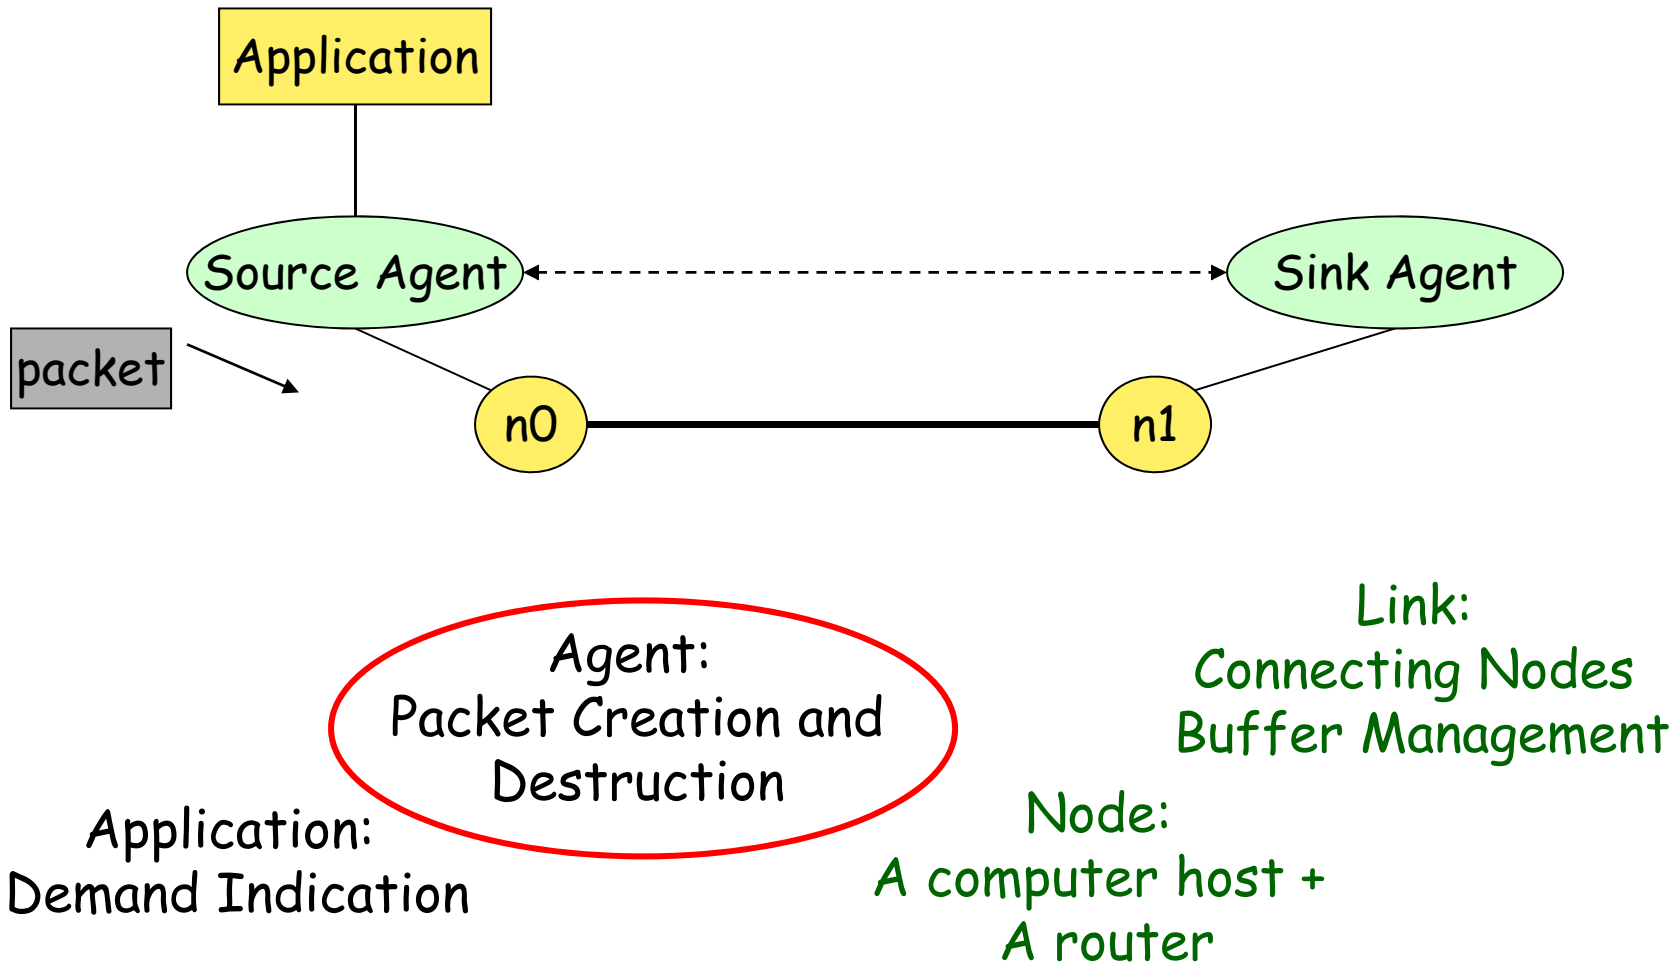 Application
Source Agent
Sink Agent
packet
n0
n1
Link:
Connecting Nodes
Buffer Management
Agent:
Packet Creation and
Destruction
Node:
A computer host +
A router
Application:
Demand Indication